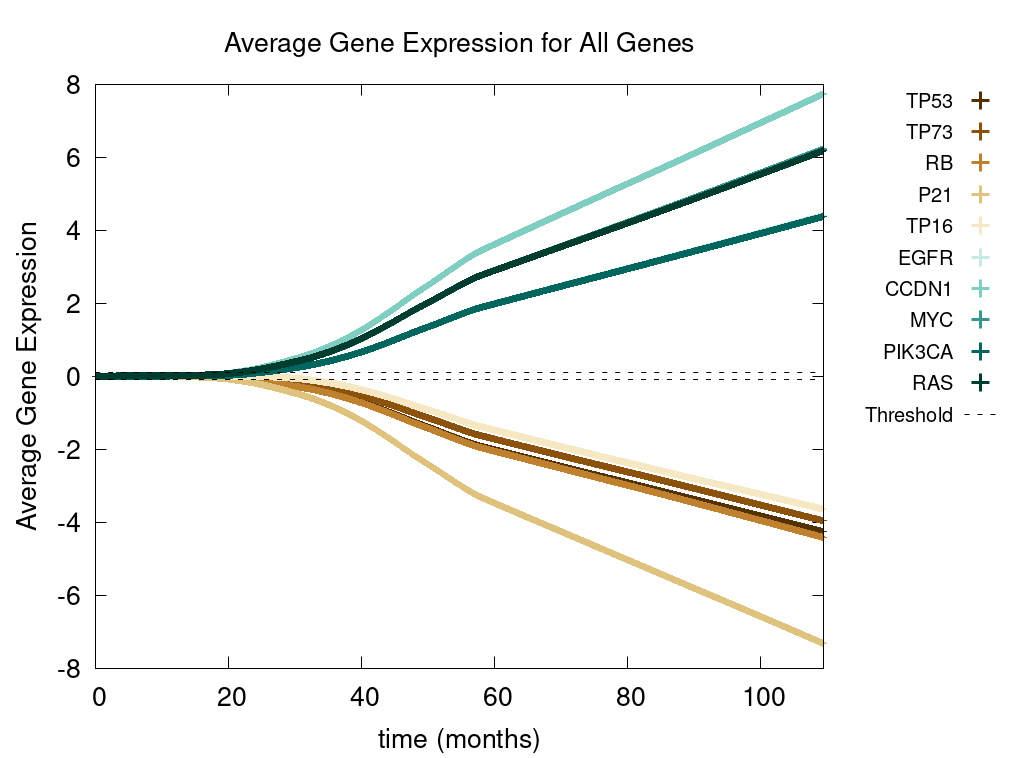 Average Gene Expression for All Genes
Average Gene Expression
8
6
4
2
0
-2
-4
-6
-8
0 20 40 60 80 100
time (months)
TP53
TP73
RB
P21
TP16
EGFR
CCDN1
MYC
PIK3CA
RAS
Threshold